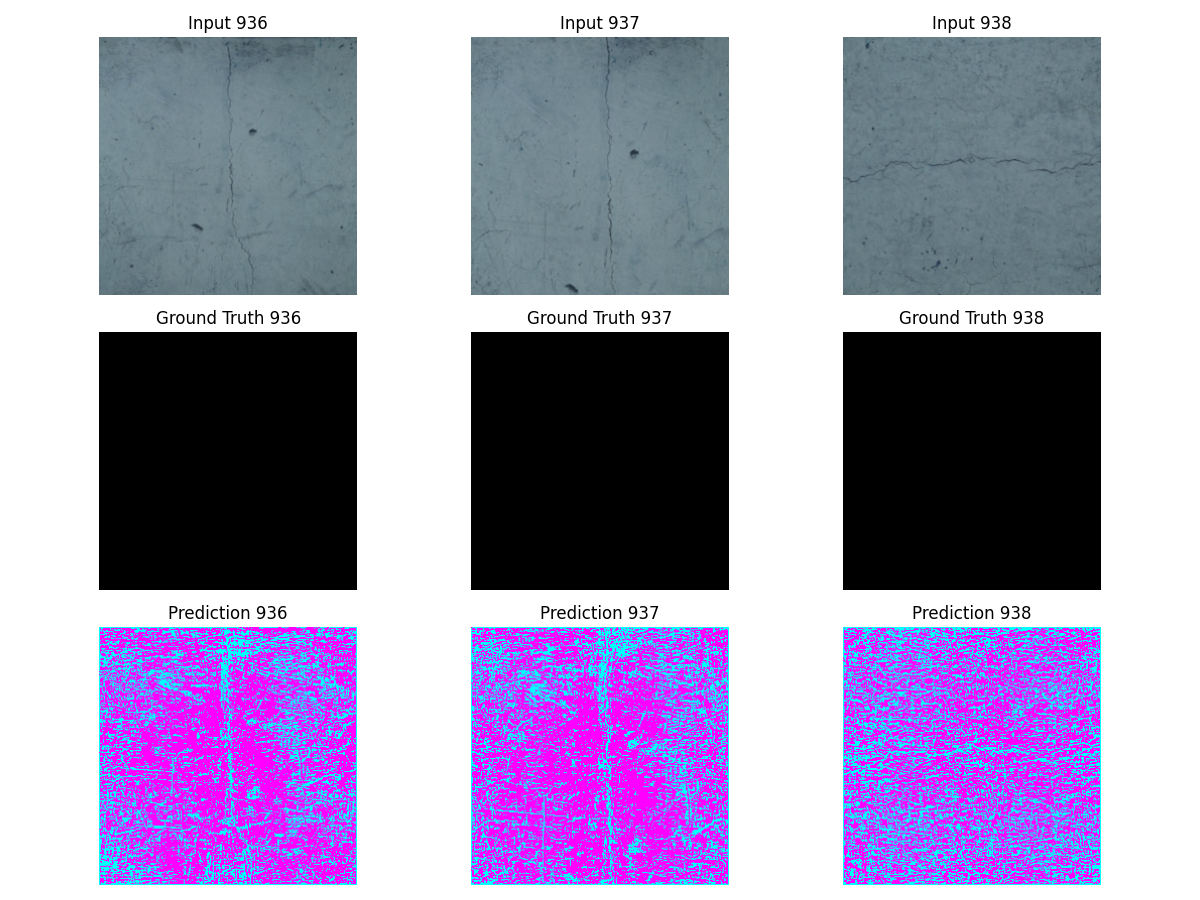 Input 936
Input 937
Input 938
Ground Truth 936
Ground Truth 937
Ground Truth 938
Prediction 936
Prediction 937
Prediction 938